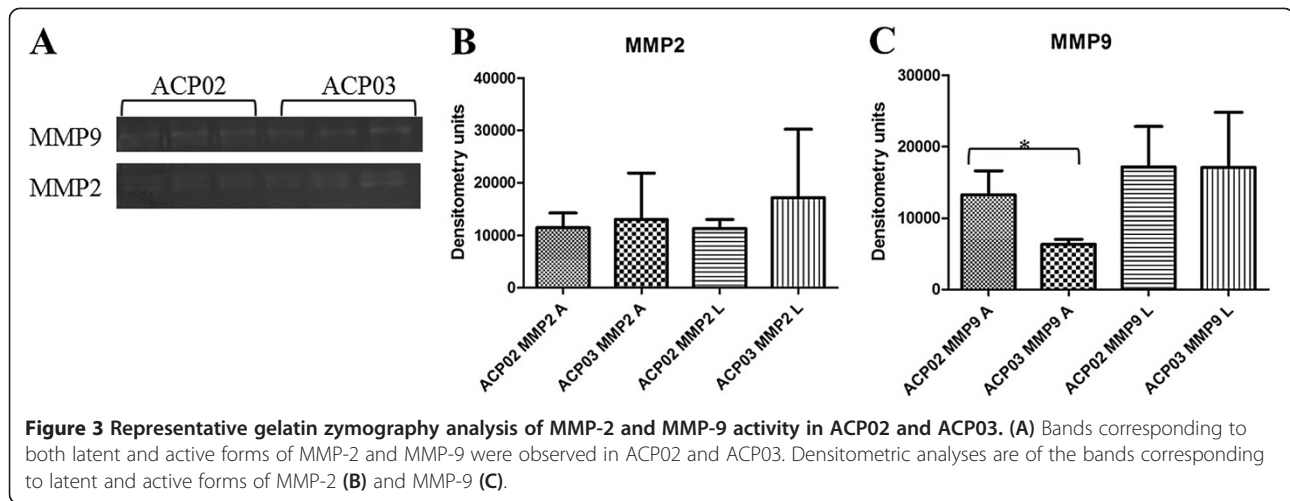 A
ACP02 ACP03
MMP9
MMP2
B
MMP2
Densitometry units
40000
30000
20000
10000
0
ACP02 MMP2 A
ACP03 MMP2 A
ACP02 MMP2 L
ACP03 MMP2 L
C
MMP9
Densitometry units
30000
20000
10000
0
*
ACP02 MMP9 A
ACP03 MMP9 A
ACP02 MMP9 L
ACP03 MMP9 L
Figure 3 Representative gelatin zymography analysis of MMP-2 and MMP-9 activity in ACP02 and ACP03. (A) Bands corresponding to
both latent and active forms of MMP-2 and MMP-9 were observed in ACP02 and ACP03. Densitometric analyses are of the bands corresponding
to latent and active forms of MMP-2 (B) and MMP-9 (C).